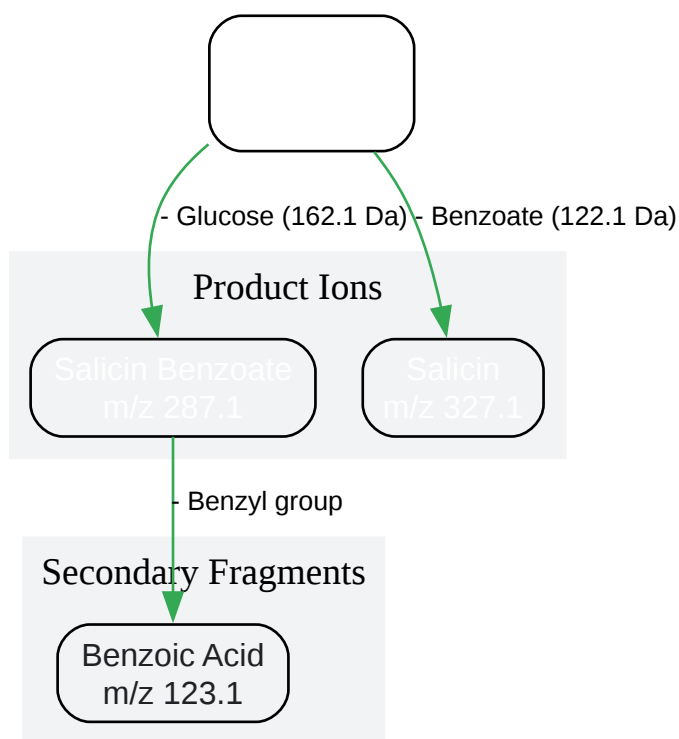 - Glucose (162.1 Da)
- Benzoate (122.1 Da)
Product Ions
Salicin Benzoate
m/z 287.1
Salicin
m/z 327.1
- Benzyl group
Secondary Fragments
Benzoic Acid
m/z 123.1